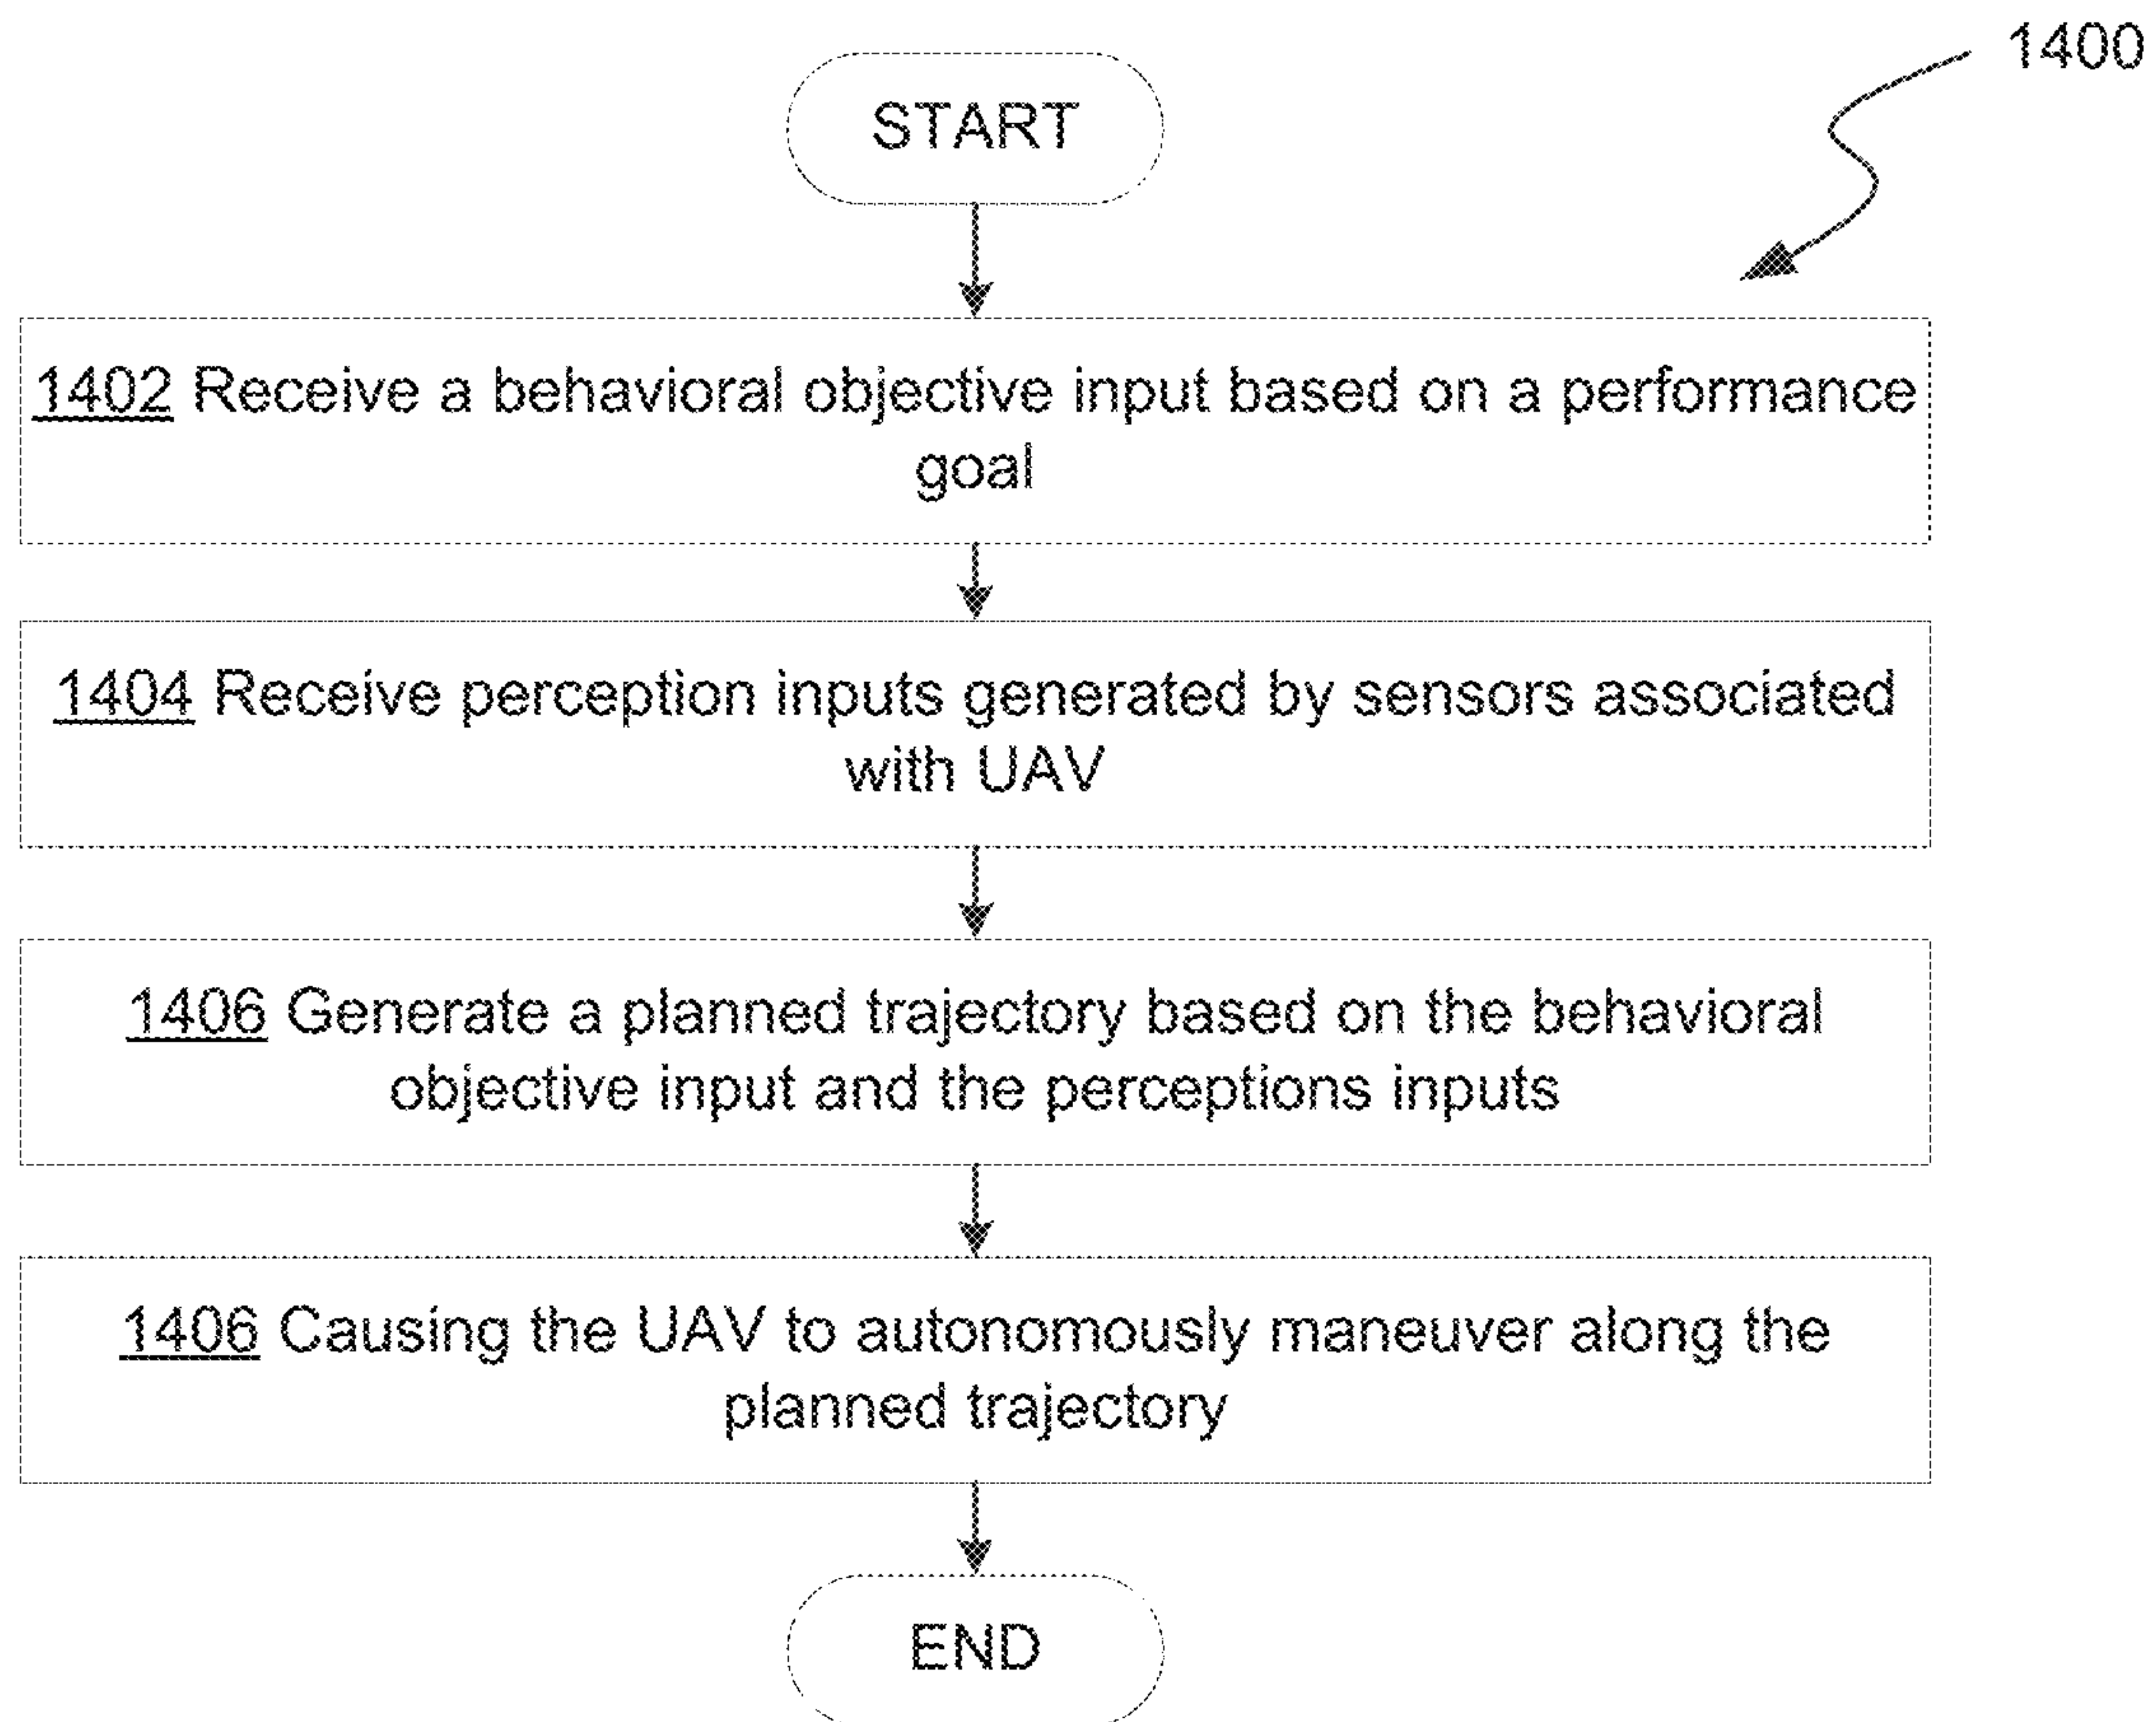 1400
START
1402 Receive a behavioral objective input based on a performance
goal
1404 Receive perception inputs generated by sensors associated
with UAV
1406 Generate a planned trajectory based on the behavioral
objective input and the perceptions inputs
1406 Causing the UAV to autonomously maneuver along the
planned trajectory
END